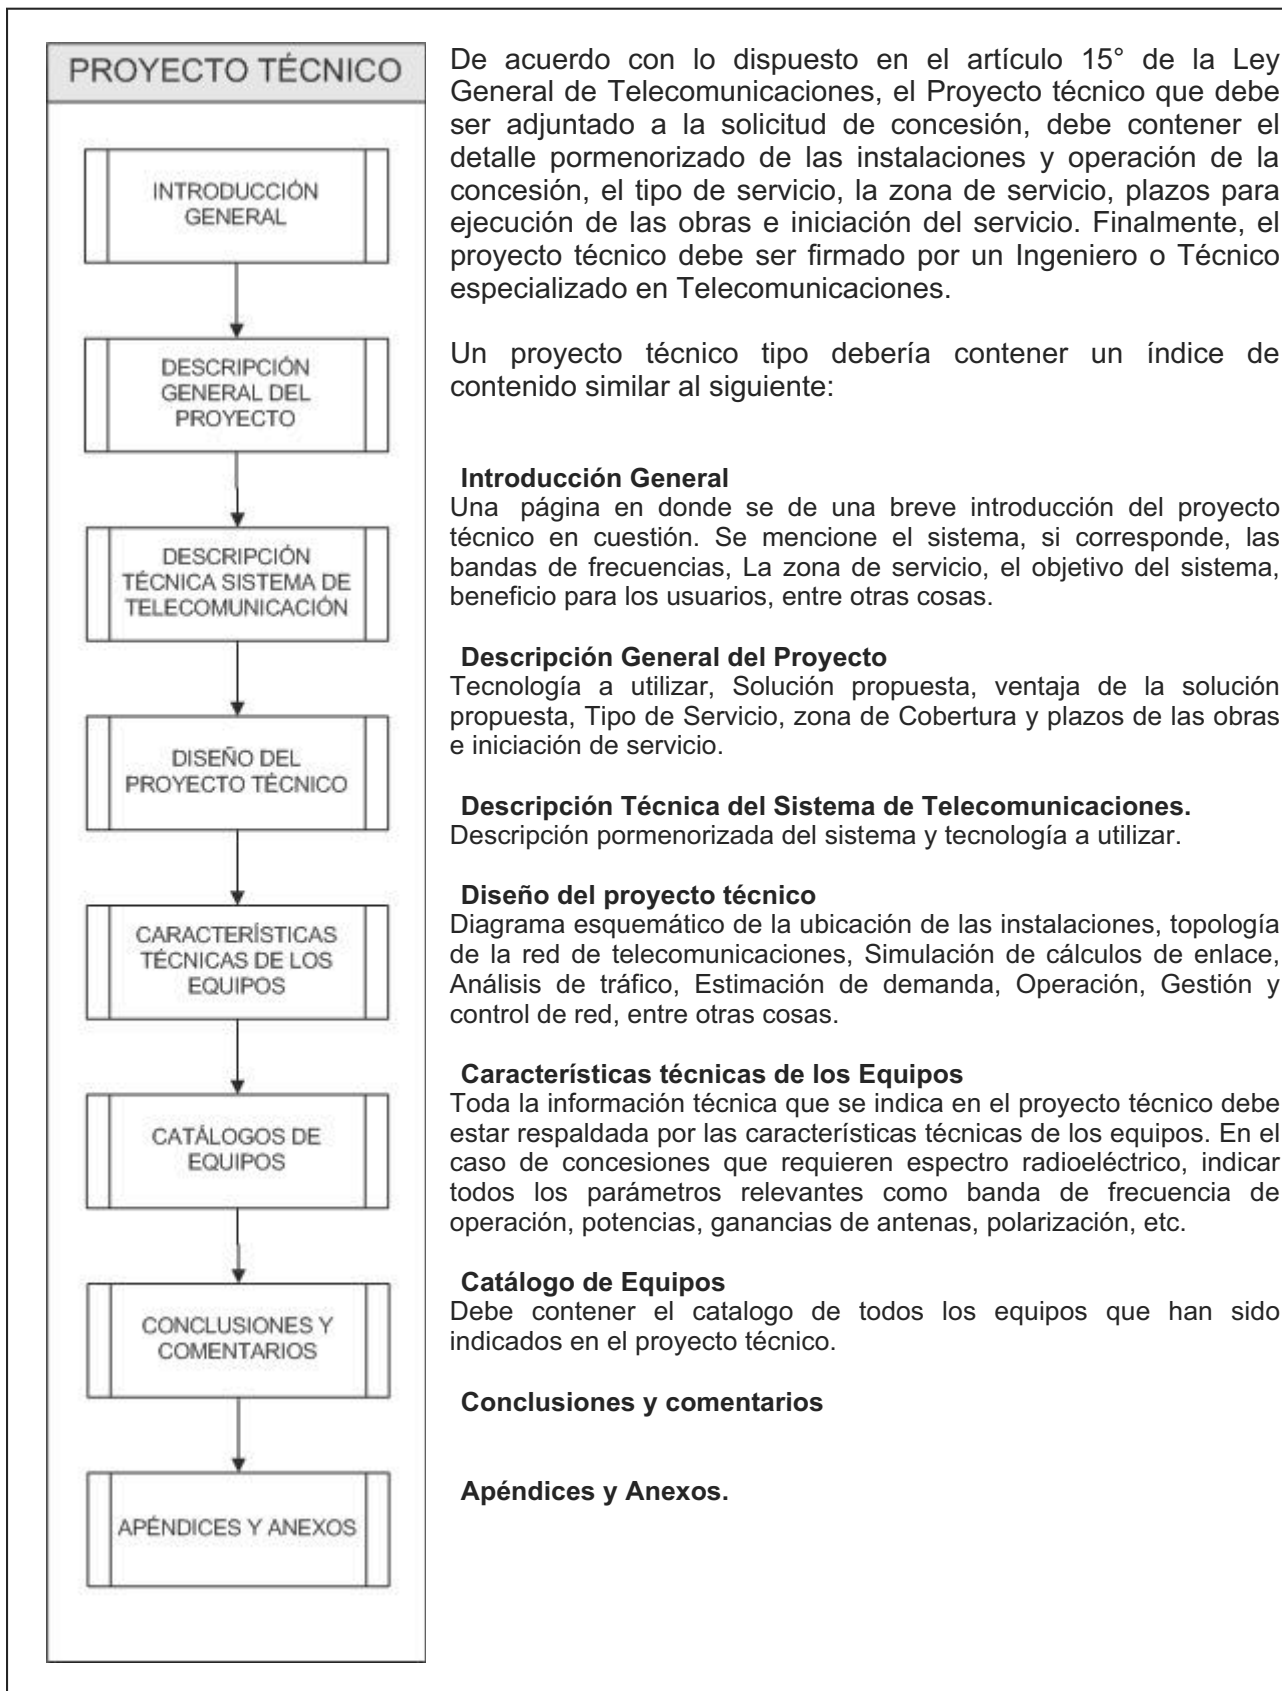 PROYECTO TÉCNICO
INTRODUCCIÓN
GENERAL
DESCRIPCIÓN
GENERAL DEL
PROYECTO
DESCRIPCIÓN
TÉCNICA SISTEMA DE
TELECOMUNICACIÓN
DISEÑO DEL
PROYECTO TÉCNICO
CARACTERÍSTICAS
TÉCNICAS DE LOS
EQUIPOS
CATÁLOGOS DE
EQUIPOS
CONCLUSIONES Y
COMENTARIOS
APÉNDICES Y ANEXOS
De acuerdo con lo dispuesto en el artículo 15° de la Ley
General de Telecomunicaciones, el Proyecto técnico que debe
ser adjuntado a la solicitud de concesión, debe contener el
detalle pormenorizado de las instalaciones y operación de la
concesión, el tipo de servicio, la zona de servicio, plazos para
ejecución de las obras e iniciación del servicio. Finalmente, el
proyecto técnico debe ser firmado por un Ingeniero o Técnico
especializado en Telecomunicaciones.
Un proyecto técnico tipo debería contener un índice de
contenido similar al siguiente:
Introducción General
Una página en donde se de una breve introducción del proyecto
técnico en cuestión. Se mencione el sistema, si corresponde, las
bandas de frecuencias, La zona de servicio, el objetivo del sistema,
beneficio para los usuarios, entre otras cosas.
Descripción General del Proyecto
Tecnología a utilizar, Solución propuesta, ventaja de la solución
propuesta, Tipo de Servicio, zona de Cobertura y plazos de las obras
e iniciación de servicio.
Descripción Técnica del Sistema de Telecomunicaciones.
Descripción pormenorizada del sistema y tecnología a utilizar.
Diseño del proyecto técnico
Diagrama esquemático de la ubicación de las instalaciones, topología
de la red de telecomunicaciones, Simulación de cálculos de enlace,
Análisis de tráfico, Estimación de demanda, Operación, Gestión y
control de red, entre otras cosas.
Características técnicas de los Equipos
Toda la información técnica que se indica en el proyecto técnico debe
estar respaldada por las características técnicas de los equipos. En el
caso de concesiones que requieren espectro radioeléctrico, indicar
todos los parámetros relevantes como banda de frecuencia de
operación, potencias, ganancias de antenas, polarización, etc.
Catálogo de Equipos
Debe contener el catalogo de todos los equipos que han sido
indicados en el proyecto técnico.
Conclusiones y comentarios
Apéndices y Anexos.